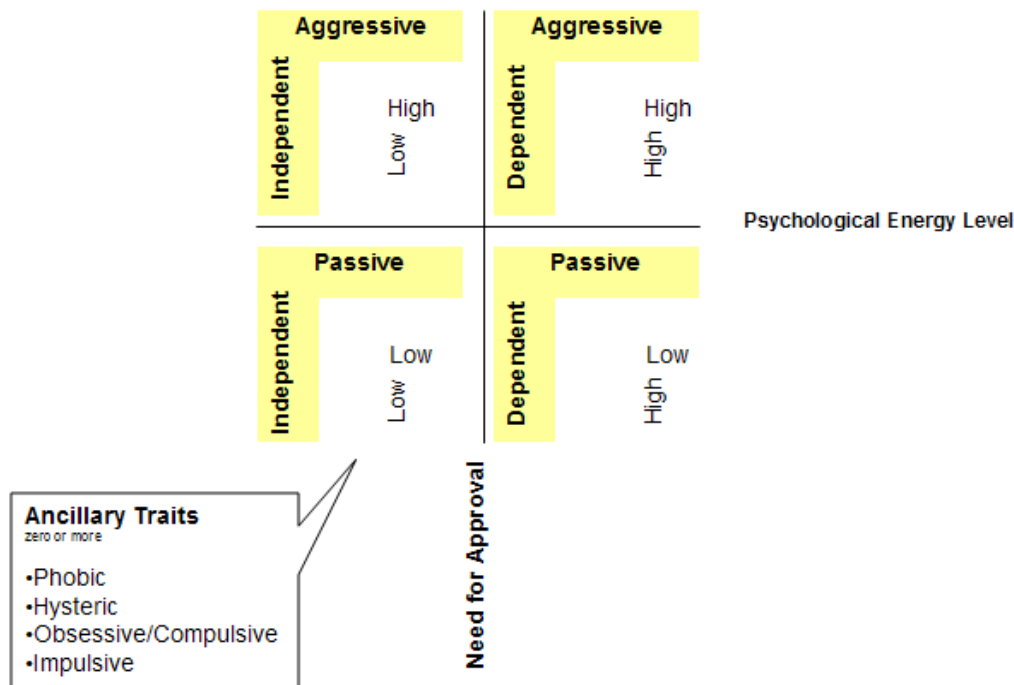 Aggressive
Independent
High
Low
Aggressive
Dependent
High
High
Psychological Energy Level
Passive
Independent
Low
Low
Passive
Dependent
Low
High
Need for Approval
Ancillary Traits
zero or more
•Phobic
•Hysteric
•Obsessive/Compulsive
•Impulsive